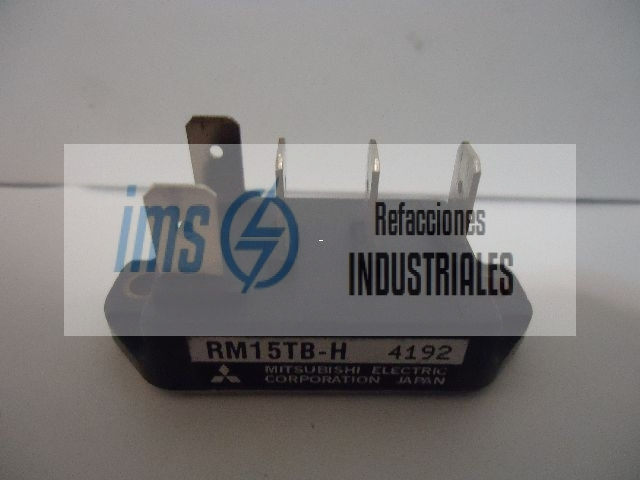 ims
Refacciones
INDUSTRIALES
RM15TB-H 4192
MITSUBISHI ELECTRIC
CORPORATION JAPAN